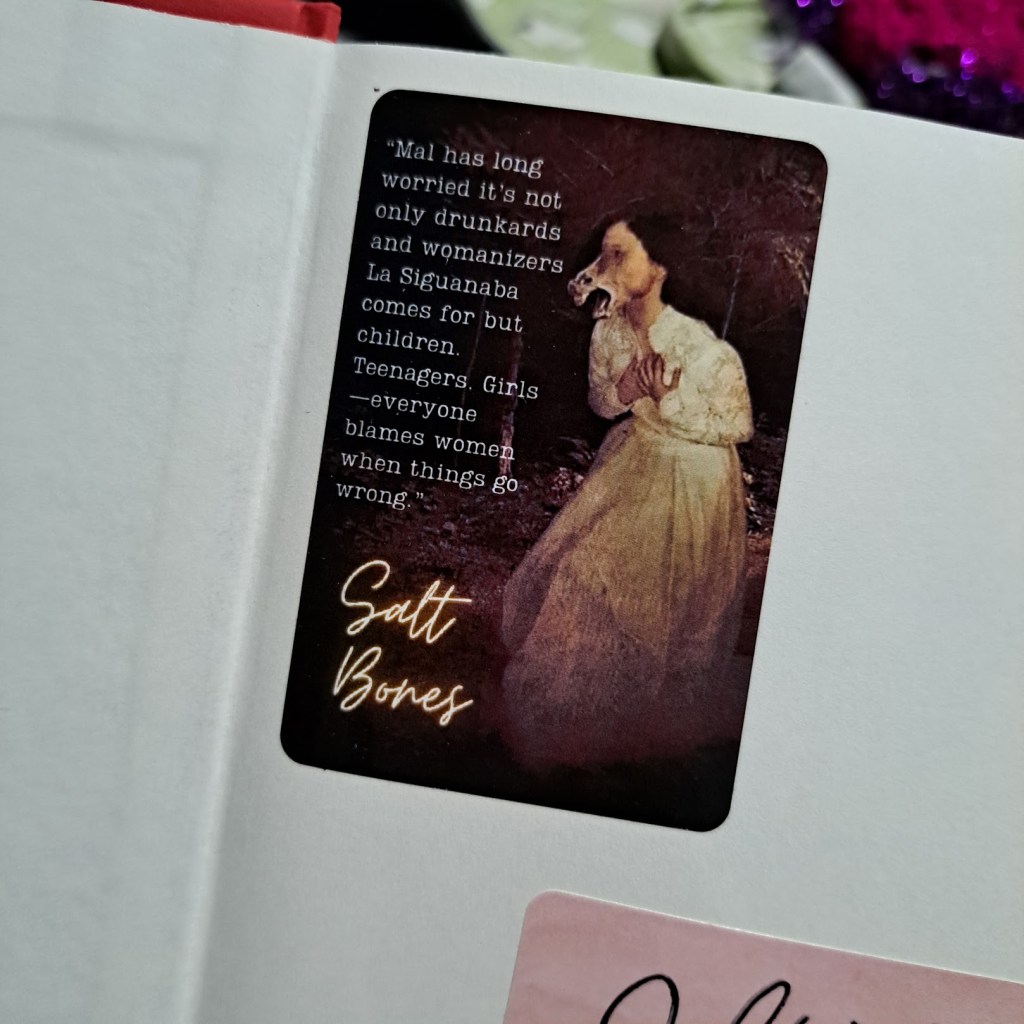 “Mal has long
worried it's not
only drunkards
and womanizers
La Siguanaba
comes for but
children.
Teenagers. Girls
—everyone
blames women
when things go
wrong.”
Salt
Bones